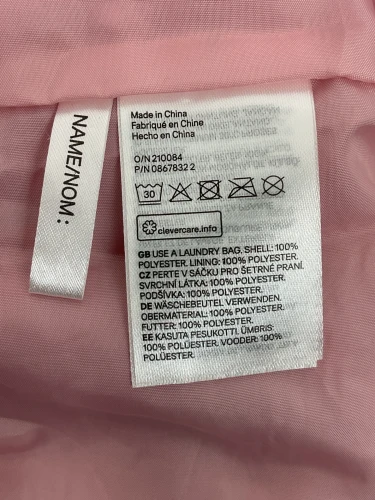 NAME/NOM:
Made in China
Fabriqué en Chine
Hecho en China
O/N 210084
P/N 0867832 2
30
clevercare.info
GB USE A LAUNDRY BAG. SHELL: 100%
POLYESTER. LINING: 100% POLYESTER.
CZ PERTE V SÁČKU PRO ŠETRNÉ PRANÍ.
SVRCHNÍ LÁTKA: 100% POLYESTER.
PODŠÍVKA: 100% POLYESTER.
DE WÄSCHEBEUTEL VERWENDEN.
OBERMATERIAL: 100% POLYESTER.
FUTTER: 100% POLYESTER.
EE KASUTA PESUKOTTI. ÜMBRIS:
100% POLÜESTER. VOODER: 100%
POLÜESTER.